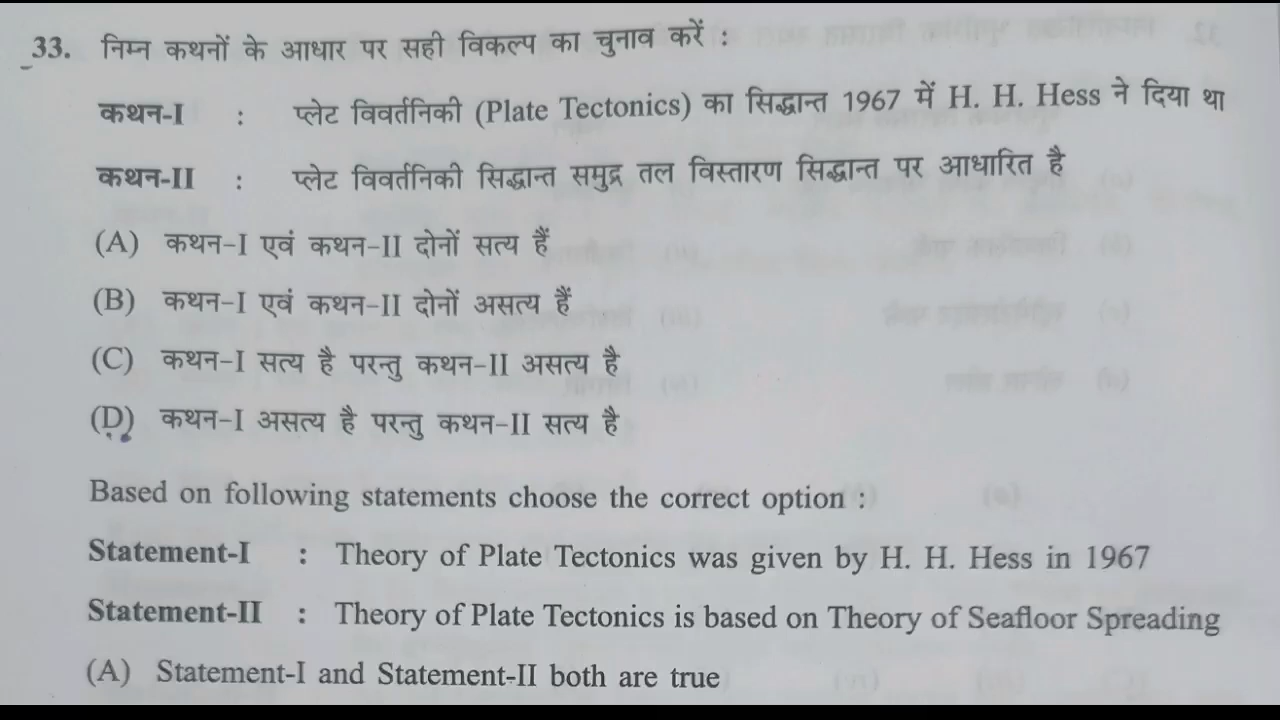 33. निम्न कथनों के आधार पर सही विकल्प का चुनाव करें :
कथन-I : प्लेट विवर्तनिकी (Plate Tectonics) का सिद्धान्त 1967 में H. H. Hess ने दिया था
कथन-II : प्लेट विवर्तनिकी सिद्धान्त समुद्र तल विस्तारण सिद्धान्त पर आधारित है
(A) कथन-I एवं कथन-II दोनों सत्य हैं
(B) कथन-I एवं कथन-II दोनों असत्य हैं
(C) कथन-I सत्य है परन्तु कथन-II असत्य है
(D) कथन-I असत्य है परन्तु कथन-II सत्य है
Based on following statements choose the correct option :
Statement-I : Theory of Plate Tectonics was given by H. H. Hess in 1967
Statement-II : Theory of Plate Tectonics is based on Theory of Seafloor Spreading
(A) Statement-I and Statement-II both are true